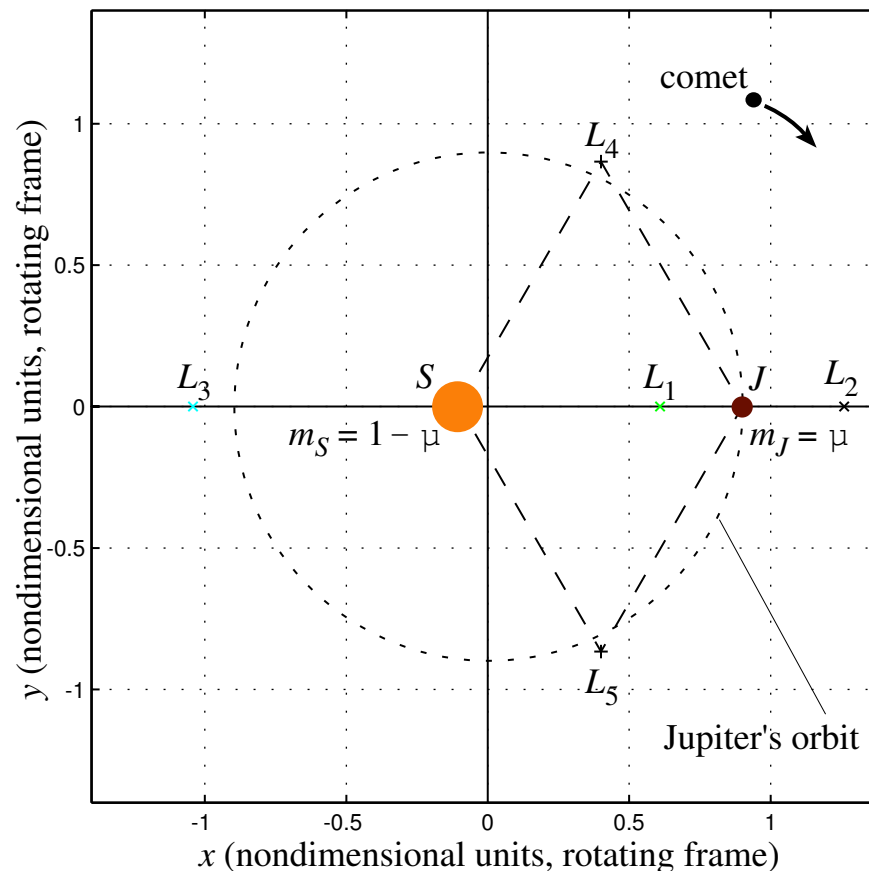 comet
1
L4
y (nondimensional units, rotating frame)
0.5
L3
S
L1
J
L2
0
mS = 1 − μ
mJ = μ
-0.5
-1
L5
Jupiter's orbit
-1
-0.5
0
0.5
1
x (nondimensional units, rotating frame)